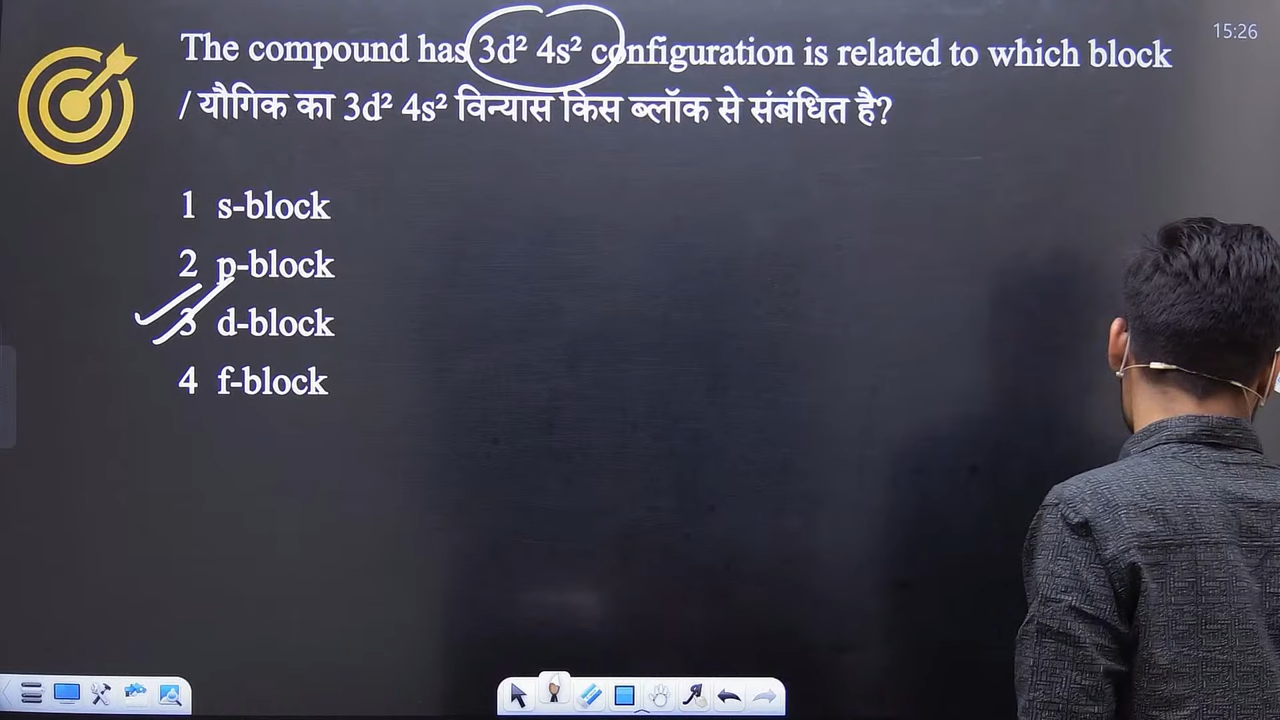 15:26
The compound has 3d² 4s² configuration is related to which block
/ यौगिक का 3d² 4s² विन्यास किस ब्लॉक से संबंधित है?
1 s-block
2 p-block
3 d-block
4 f-block